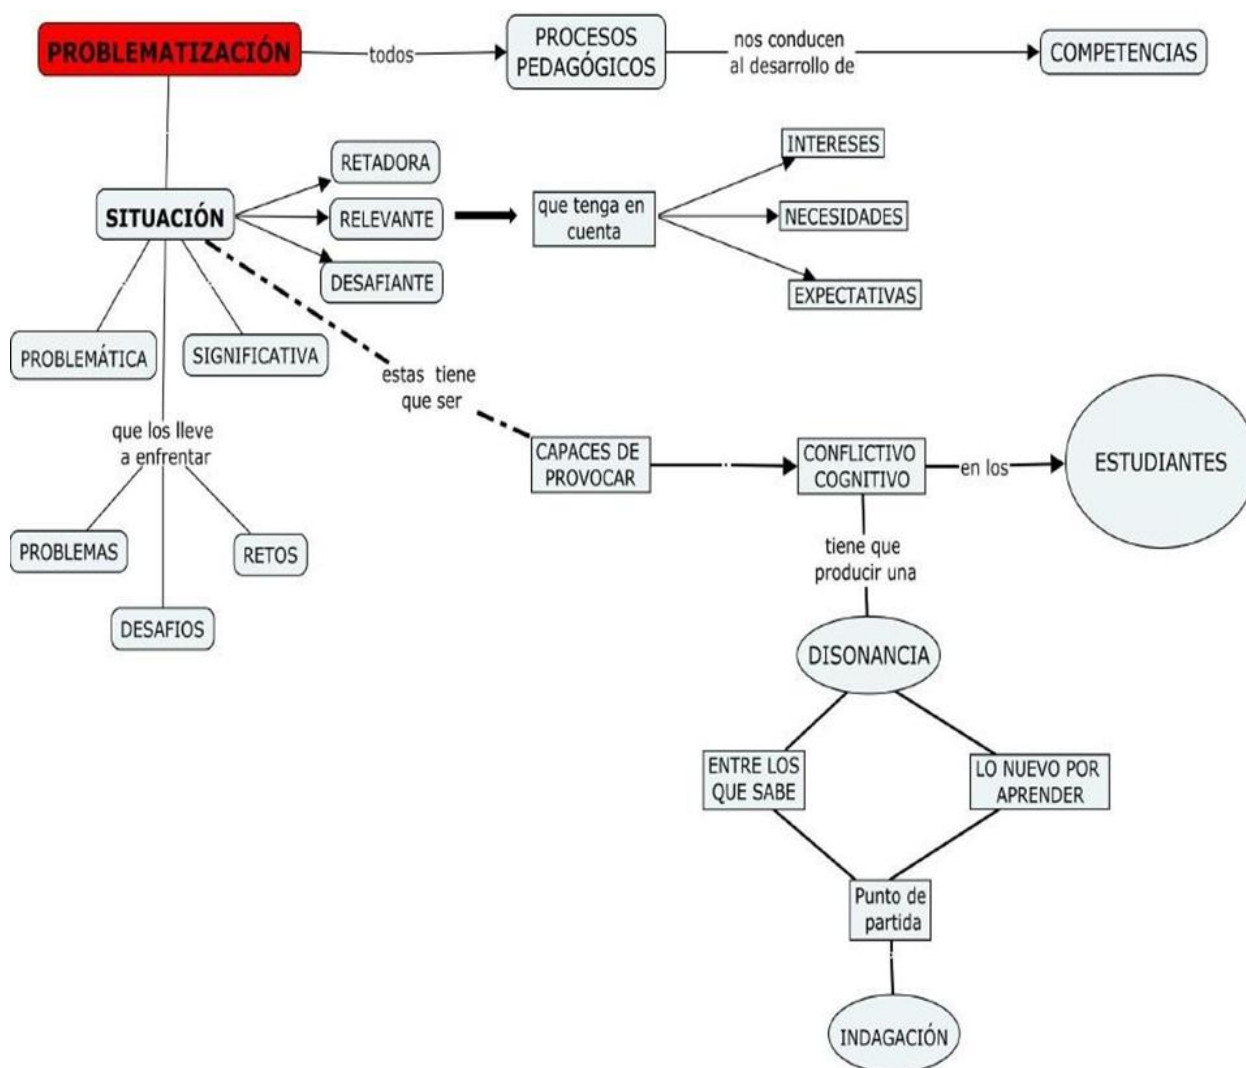 PROBLEMATIZACIÓN
todos
PROCESOS
PEDAGÓGICOS
nos conducen
al desarrollo de
COMPETENCIAS
SITUACIÓN
RETADORA
RELEVANTE
DESAFIANTE
que tenga en
cuenta
INTERESES
NECESIDADES
EXPECTATIVAS
PROBLEMÁTICA
SIGNIFICATIVA
que los lleve
a enfrentar
PROBLEMAS
DESAFIOS
RETOS
estas tiene
que ser
CAPACES DE
PROVOCAR
CONFLICTIVO
COGNITIVO
en los
ESTUDIANTES
tiene que
producir una
DISONANCIA
ENTRE LOS
QUE SABE
LO NUEVO POR
APRENDER
Punto de
partida
INDAGACIÓN